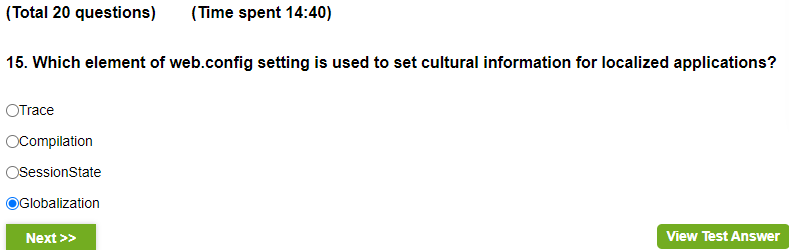 (Total 20 questions) (Time spent 14:40)
15. Which element of web.config setting is used to set cultural information for localized applications?
Trace
Compilation
SessionState
Globalization
Next >> View Test Answer